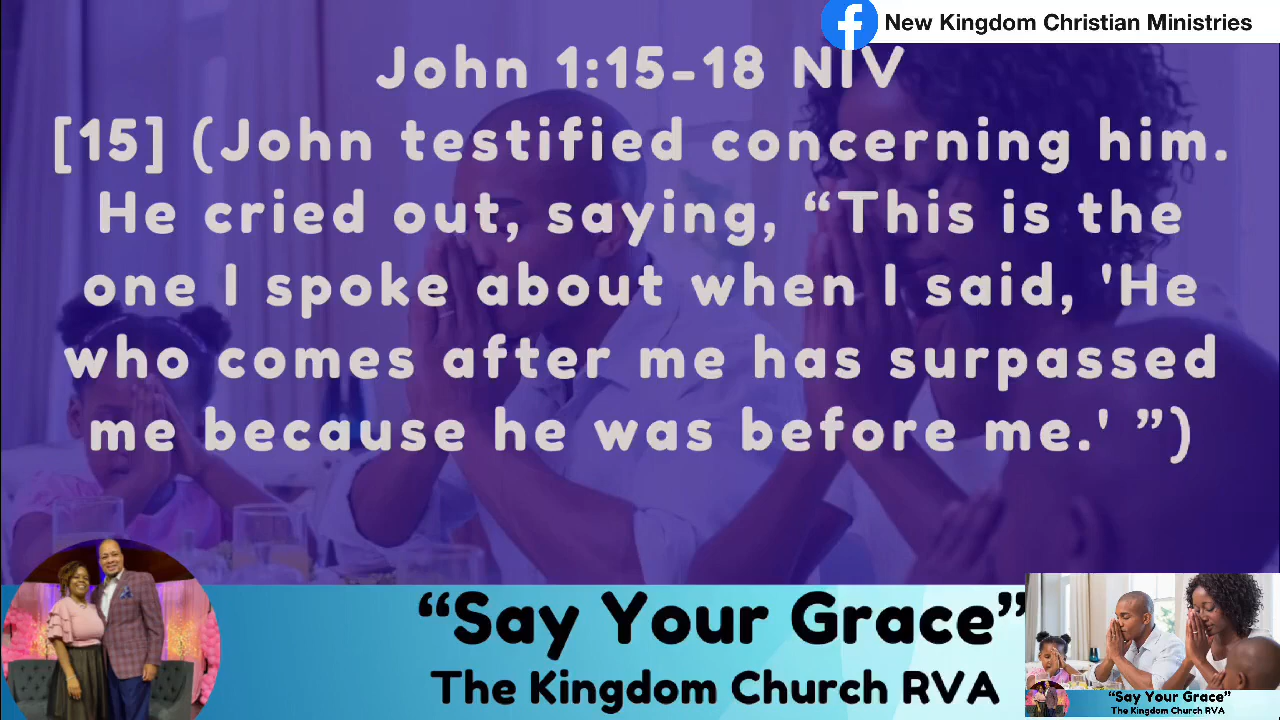 New Kingdom Christian Ministries
John 1:15-18 NIV
[15] (John testified concerning him.
He cried out, saying, “This is the
one I spoke about when I said, 'He
who comes after me has surpassed
me because he was before me.' ”)
“Say Your Grace”
The Kingdom Church RVA
“Say Your Grace”
The Kingdom Church RVA